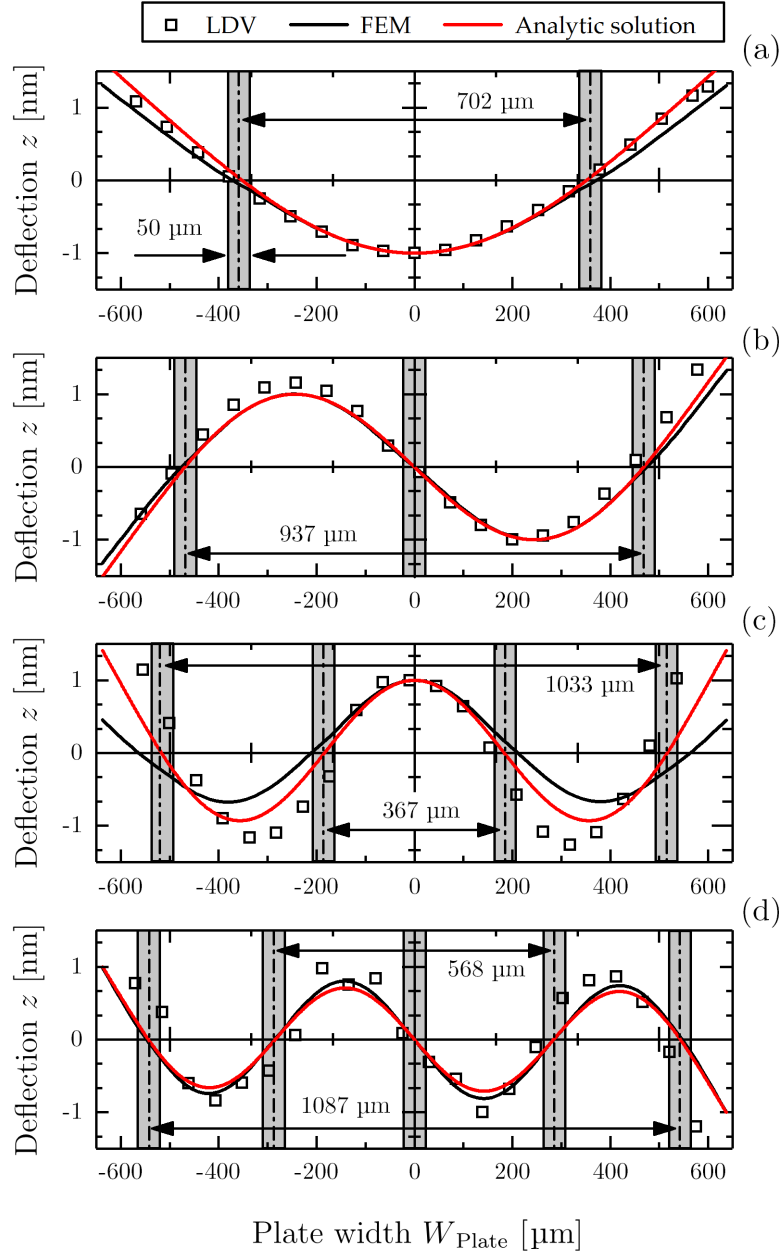 LDV FEM Analytic solution
(a)
Deflection z [nm]
1
0
-1
702 µm
50 µm
-600 -400 -200 0 200 400 600
(b)
Deflection z [nm]
1
0
-1
937 µm
-600 -400 -200 0 200 400 600
(c)
Deflection z [nm]
1
0
-1
1033 µm
367 µm
-600 -400 -200 0 200 400 600
(d)
Deflection z [nm]
1
0
-1
568 µm
1087 µm
-600 -400 -200 0 200 400 600
Plate width W_Plate [µm]